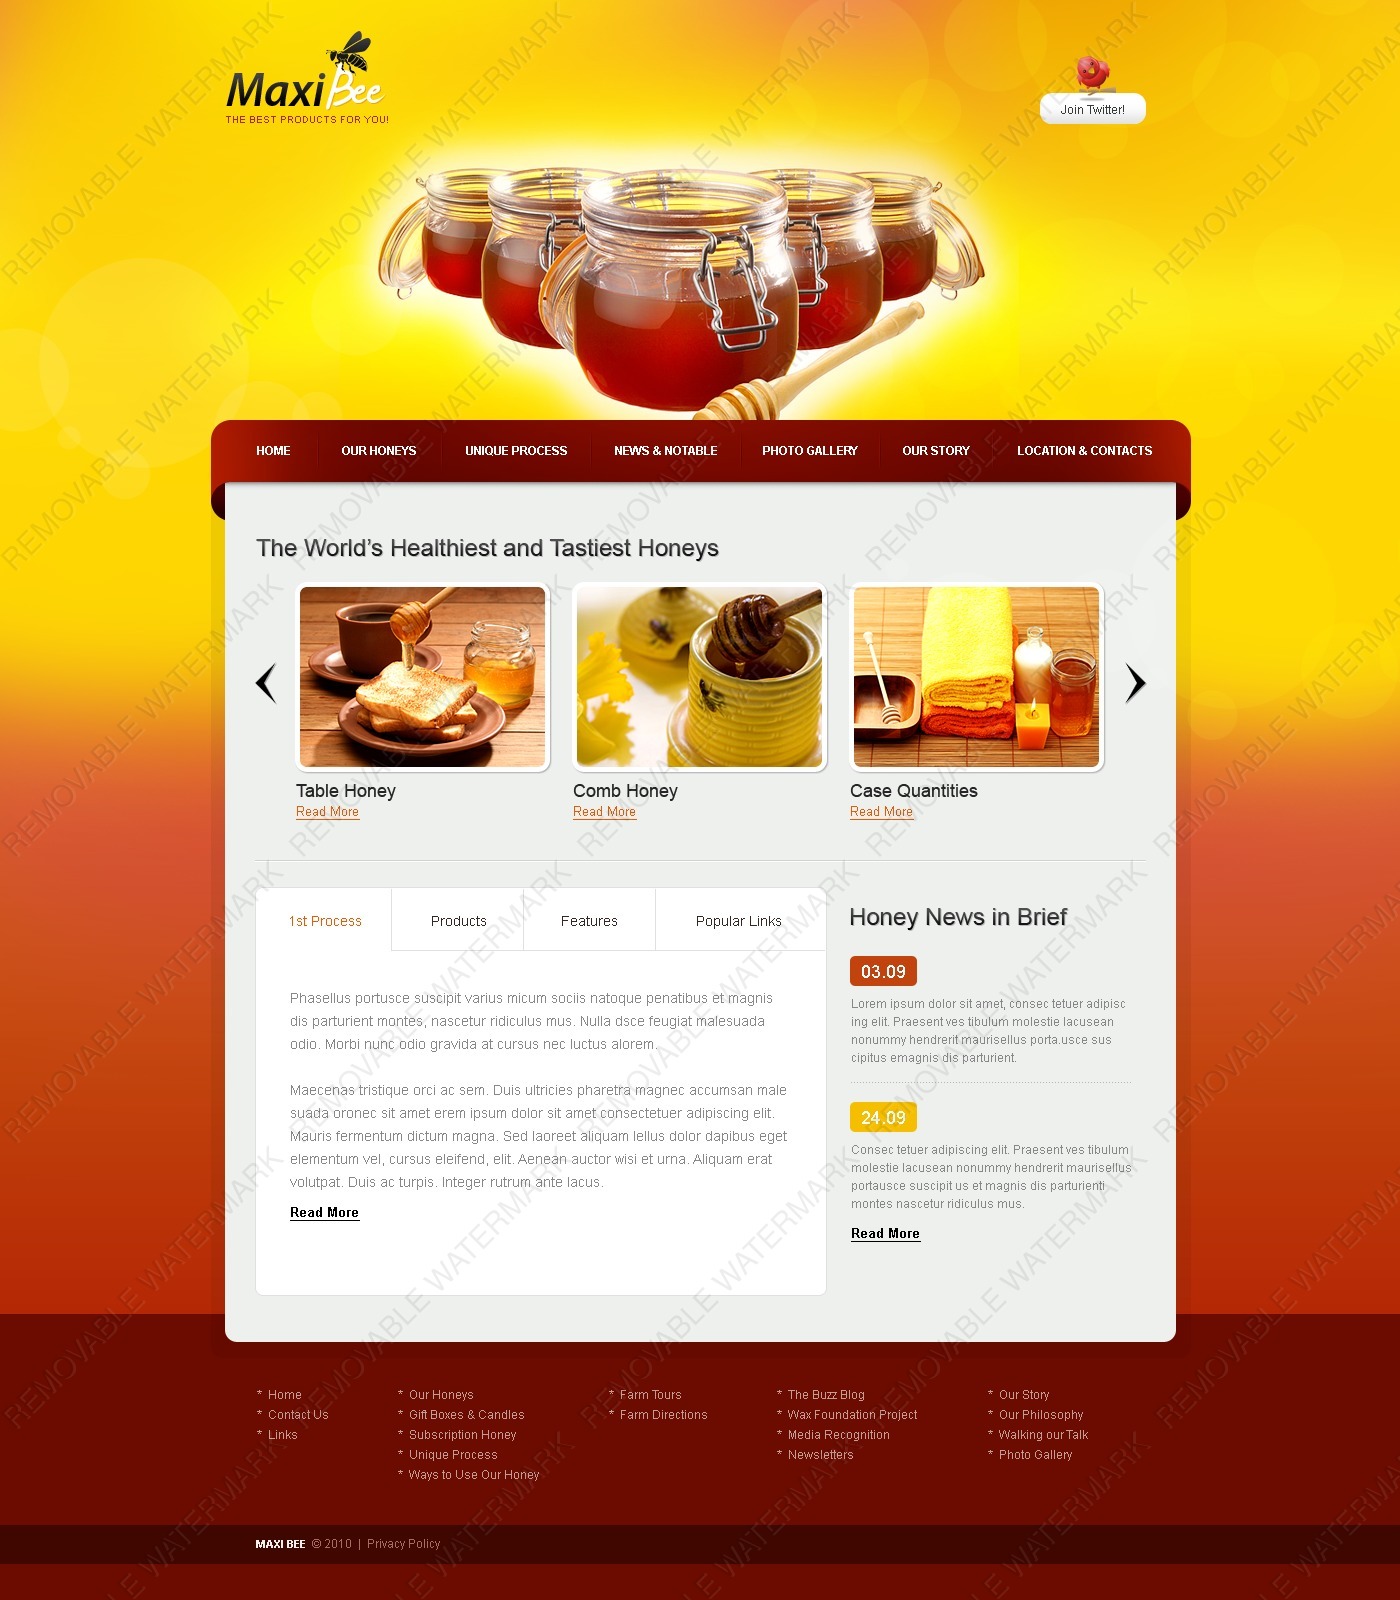 Maxi Bee
THE BEST PRODUCTS FOR YOU!
Join Twitter!
HOME
OUR HONEYS
UNIQUE PROCESS
NEWS & NOTABLE
PHOTO GALLERY
OUR STORY
LOCATION & CONTACTS
The World’s Healthiest and Tastiest Honeys
Table Honey
Read More
Comb Honey
Read More
Case Quantities
Read More
1st Process
Products
Features
Popular Links
Phasellus portusce suscipit varius micum sociis natoque penatibus et magnis
dis parturient montes, nascetur ridiculus mus. Nulla dsce feugiat malesuada
odio. Morbi nunc odio gravida at cursus nec luctus alorem.
Maecenas tristique orci ac sem. Duis ultricies pharetra magnec accumsan male
suada oronec sit amet erem ipsum dolor sit amet consectetuer adipiscing elit.
Mauris fermentum dictum magna. Sed laoreet aliquam lellus dolor dapibus eget
elementum vel, cursus eleifend, elit. Aenean auctor wisi et urna. Aliquam erat
volutpat. Duis ac turpis. Integer rutrum ante lacus.
Read More
Honey News in Brief
03.09
Lorem ipsum dolor sit amet, consec tetuer adipisc
ing elit. Praesent ves tibulum molestie lacusean
nonummy hendrerit maurisellus porta.usce sus
cipitus emagnis dis parturient.
24.09
Consec tetuer adipiscing elit. Praesent ves tibulum
molestie lacusean nonummy hendrerit maurisellus
portausce suscipit us et magnis dis parturienti
montes nascetur ridiculus mus.
Read More
* Home
* Contact Us
* Links
* Our Honeys
* Gift Boxes & Candles
* Subscription Honey
* Unique Process
* Ways to Use Our Honey
* Farm Tours
* Farm Directions
* The Buzz Blog
* Wax Foundation Project
* Media Recognition
* Newsletters
* Our Story
* Our Philosophy
* Walking our Talk
* Photo Gallery
MAXI BEE © 2010 | Privacy Policy
REMOVABLE WATERMARK